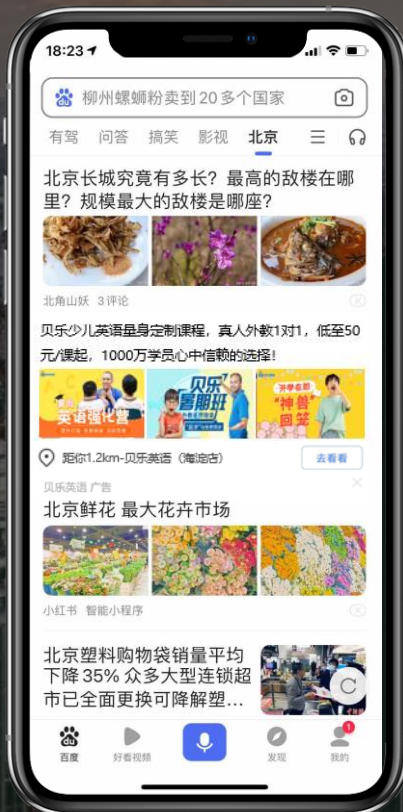 18:23
du
柳州螺蛳粉卖到20多个国家
有驾 问答 搞笑 影视 北京
北京长城究竟有多长？最高的敌楼在哪
里？规模最大的敌楼是哪座？
北角山妖 3评论
贝乐少儿英语量身定制课程，真人外教1对1，低至50
元/课起，1000万学员心中信赖的选择！
英语强化营
贝乐
暑期班
开学在即
"神兽"
回笼
距你1.2km-贝乐英语（海淀店）
去看看
贝乐英语 广告
北京鲜花 最大花卉市场
小红书 智能小程序
北京塑料购物袋销量平均
下降35% 众多大型连锁超
市已全面更换可降解塑...
du
1
百度 好看视频 发现 我的